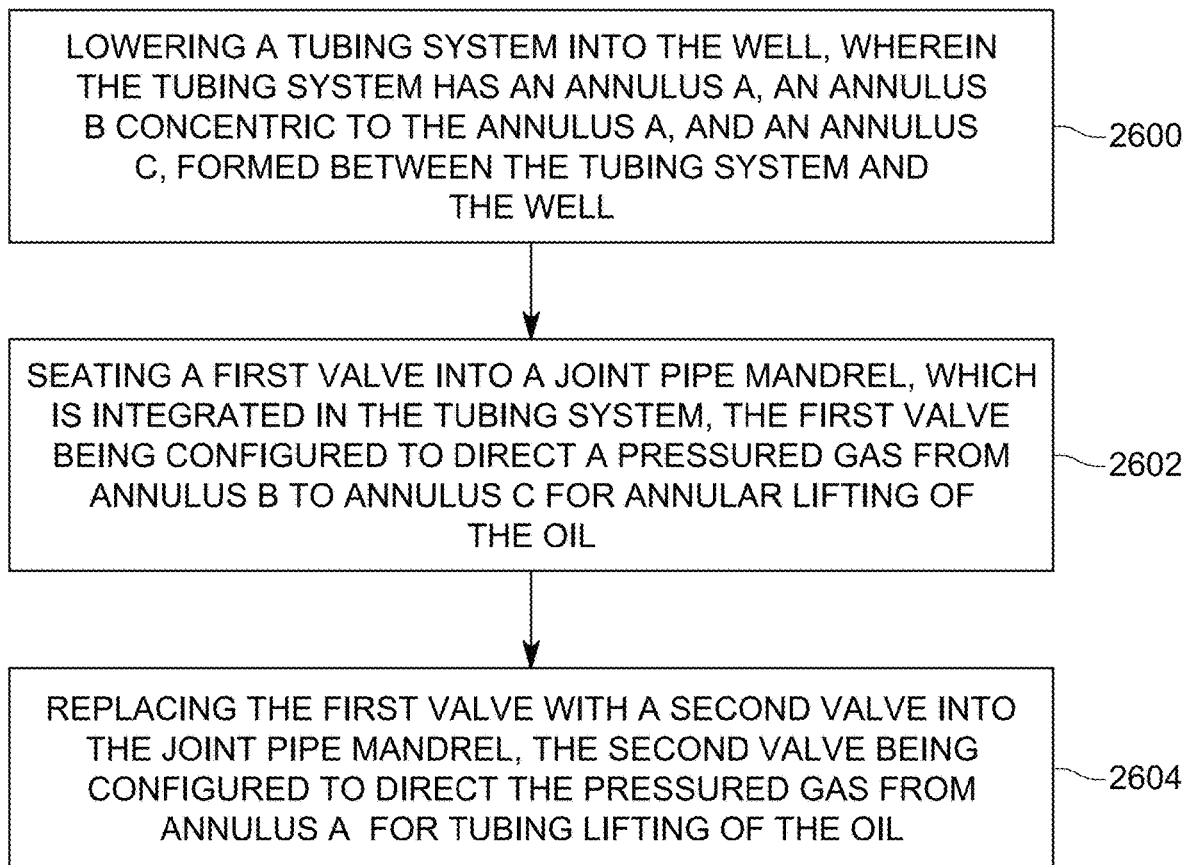 LOWERING A TUBING SYSTEM INTO THE WELL, WHEREIN
THE TUBING SYSTEM HAS AN ANNULUS A, AN ANNULUS
B CONCENTRIC TO THE ANNULUS A, AND AN ANNULUS
C, FORMED BETWEEN THE TUBING SYSTEM AND
THE WELL
2600
SEATING A FIRST VALVE INTO A JOINT PIPE MANDREL, WHICH
IS INTEGRATED IN THE TUBING SYSTEM, THE FIRST VALVE
BEING CONFIGURED TO DIRECT A PRESSURED GAS FROM
ANNULUS B TO ANNULUS C FOR ANNULAR LIFTING OF
THE OIL
2602
REPLACING THE FIRST VALVE WITH A SECOND VALVE INTO
THE JOINT PIPE MANDREL, THE SECOND VALVE BEING
CONFIGURED TO DIRECT THE PRESSURED GAS FROM
ANNULUS A FOR TUBING LIFTING OF THE OIL
2604